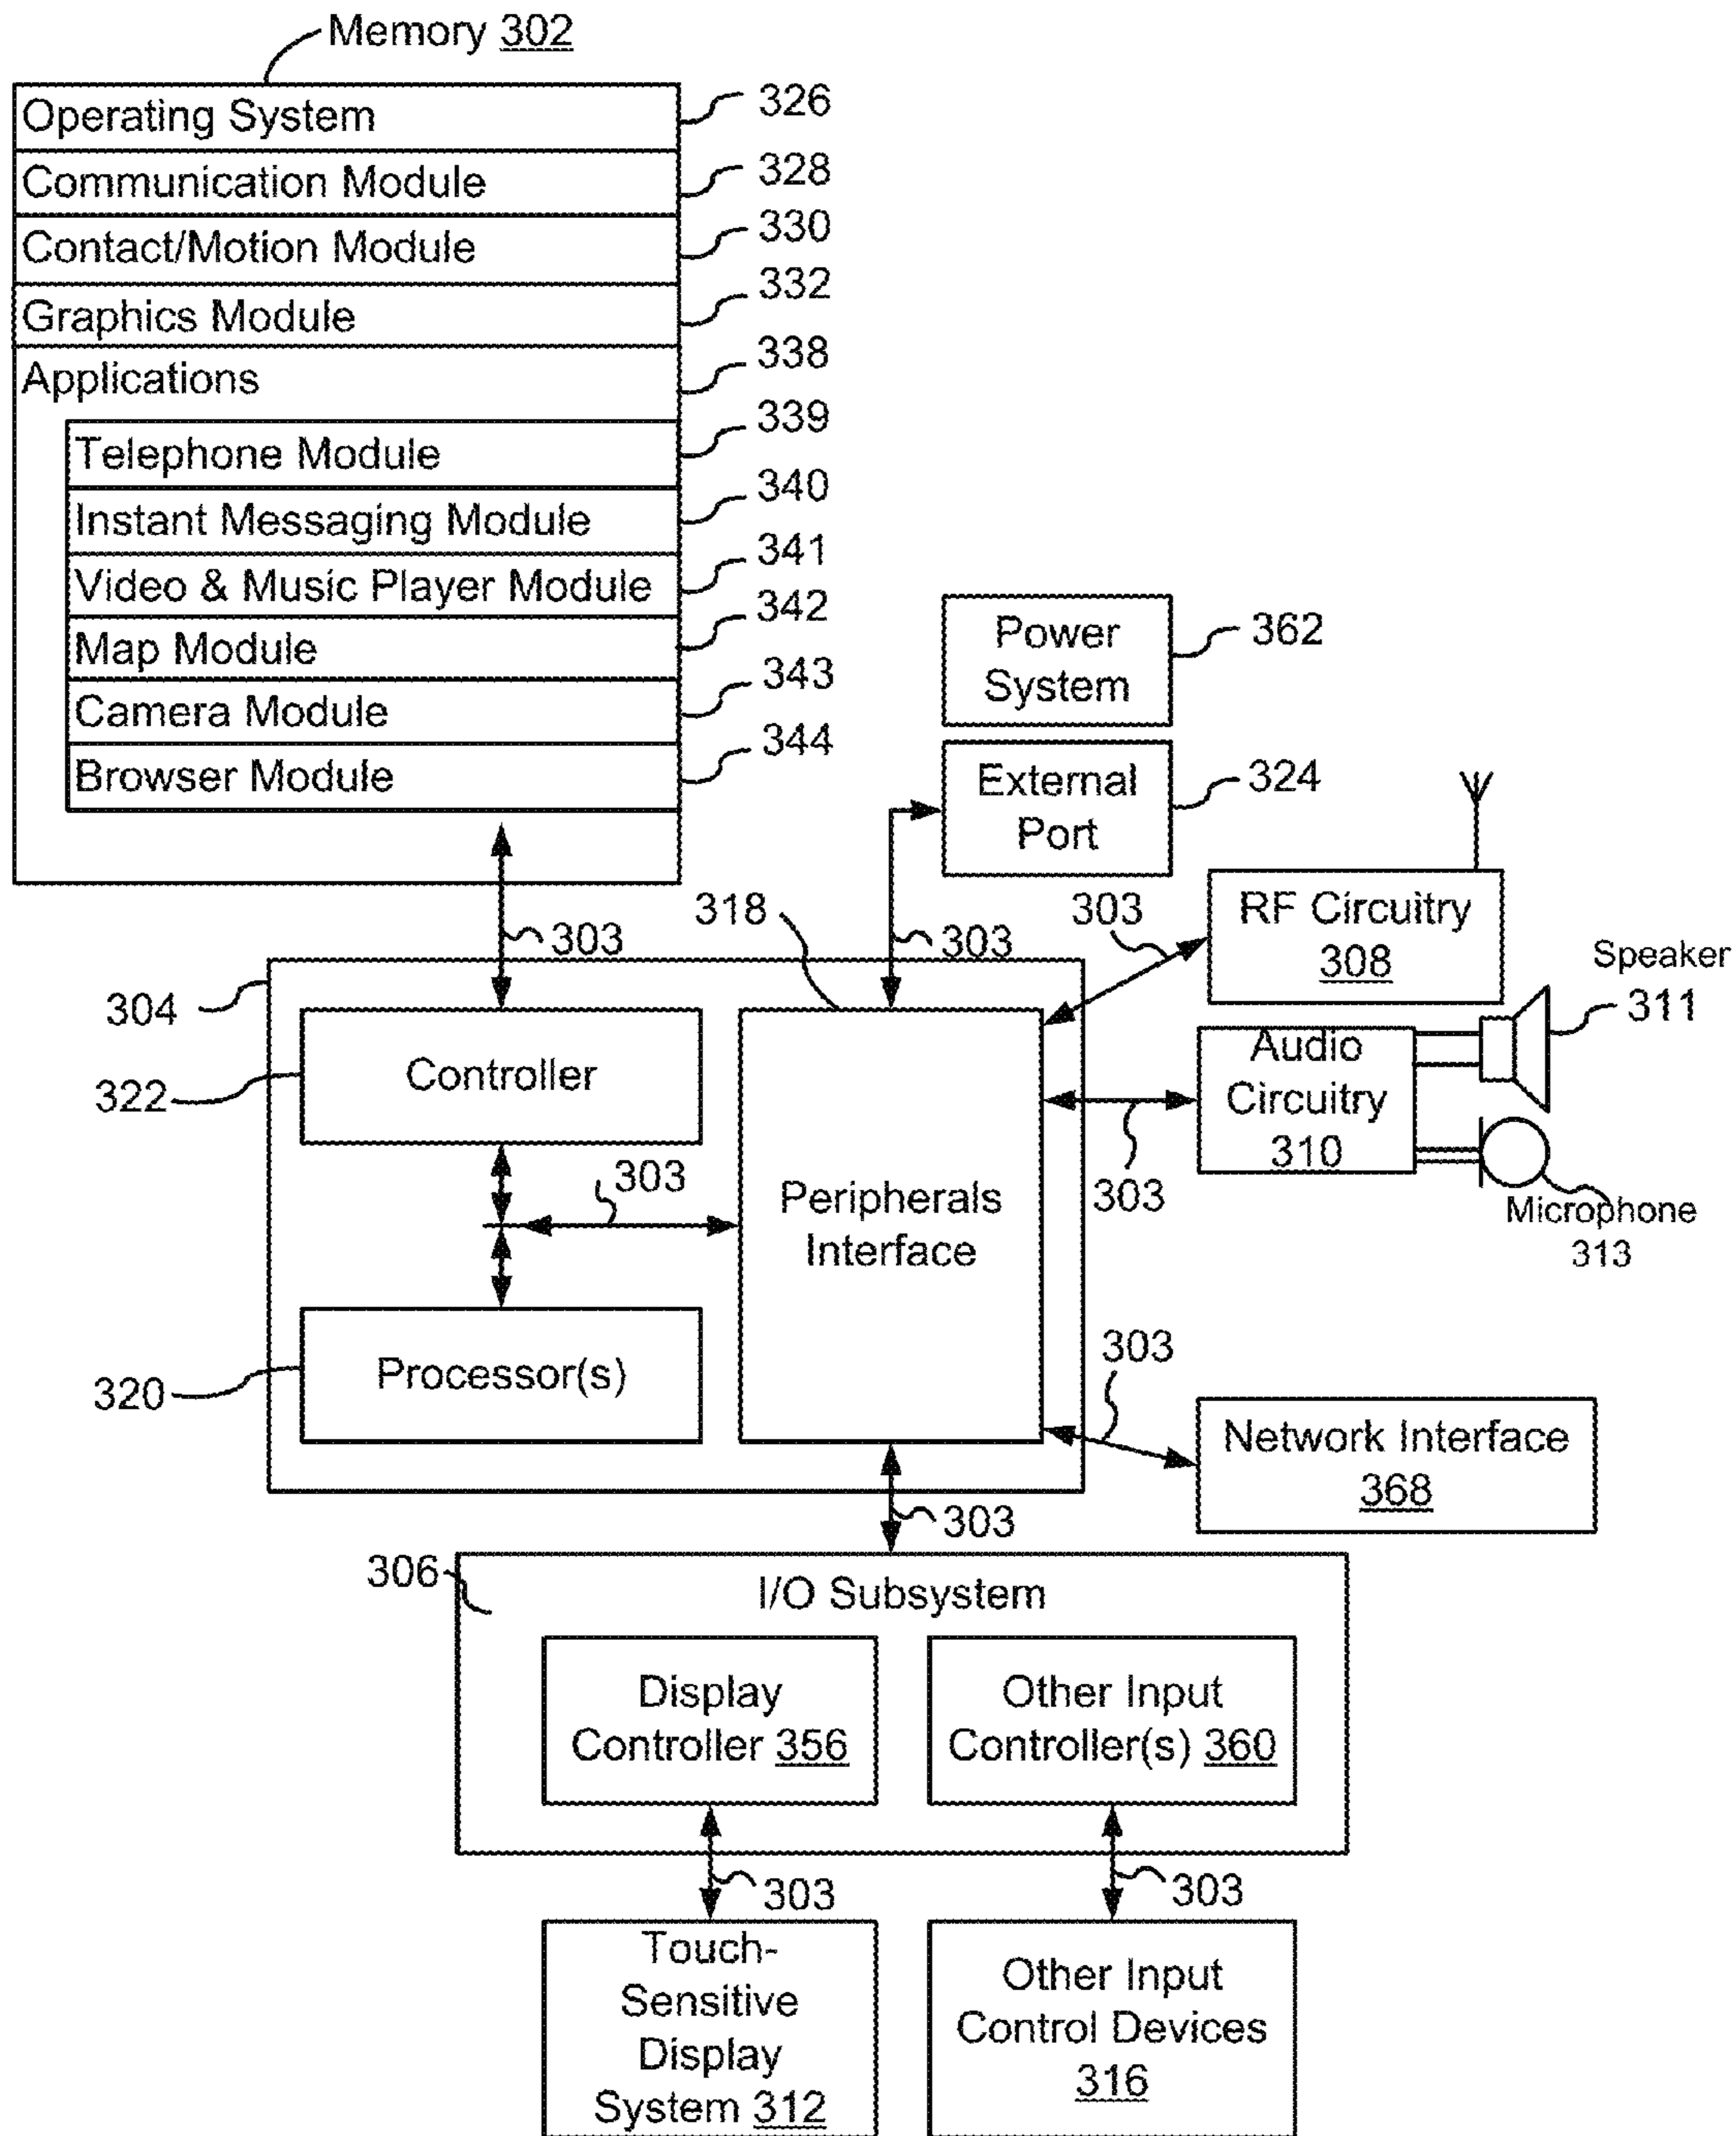 Memory 302
Operating System
326
Communication Module
328
Contact/Motion Module
330
Graphics Module
332
Applications
338
Telephone Module
339
Instant Messaging Module
340
Video & Music Player Module
341
Map Module
342
Camera Module
343
Browser Module
344
Power
System
362
External
Port
324
303
318
303
303
RF Circuitry
308
Speaker
311
304
Controller
322
Audio
Circuitry
310
303
303
Peripherals
Interface
Microphone
313
Processor(s)
320
303
Network Interface
368
303
306
I/O Subsystem
Display
Controller 356
Other Input
Controller(s) 360
303
303
Touch-
Sensitive
Display
System 312
Other Input
Control Devices
316